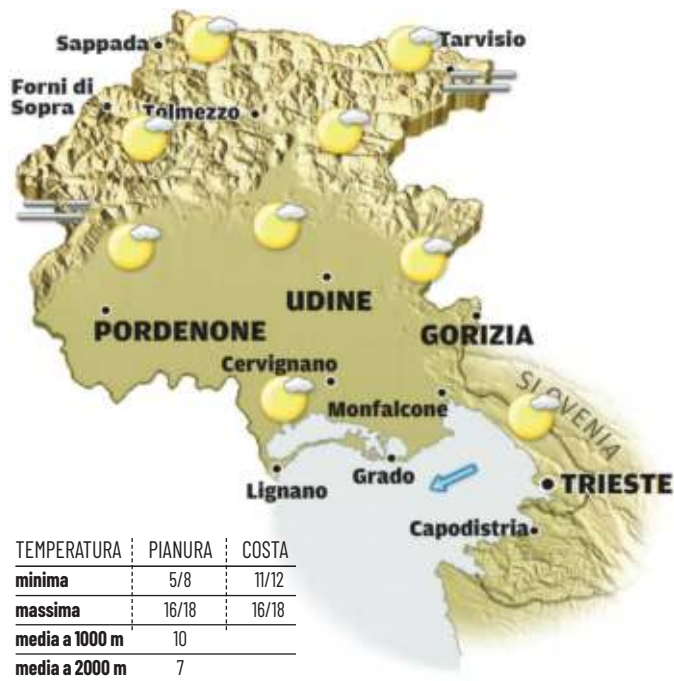 Sappada
Tarvisio
Forni di
Sopra
Tolmezzo
UDINE
PORDENONE
GORIZIA
Cervignano
SLOVENIA
Monfalcone
Grado
Lignano
TRIESTE
Capodistria
TEMPERATURA PIANURA COSTA
minima 5/8 11/12
massima 16/18 16/18
media a 1000 m 10
media a 2000 m 7